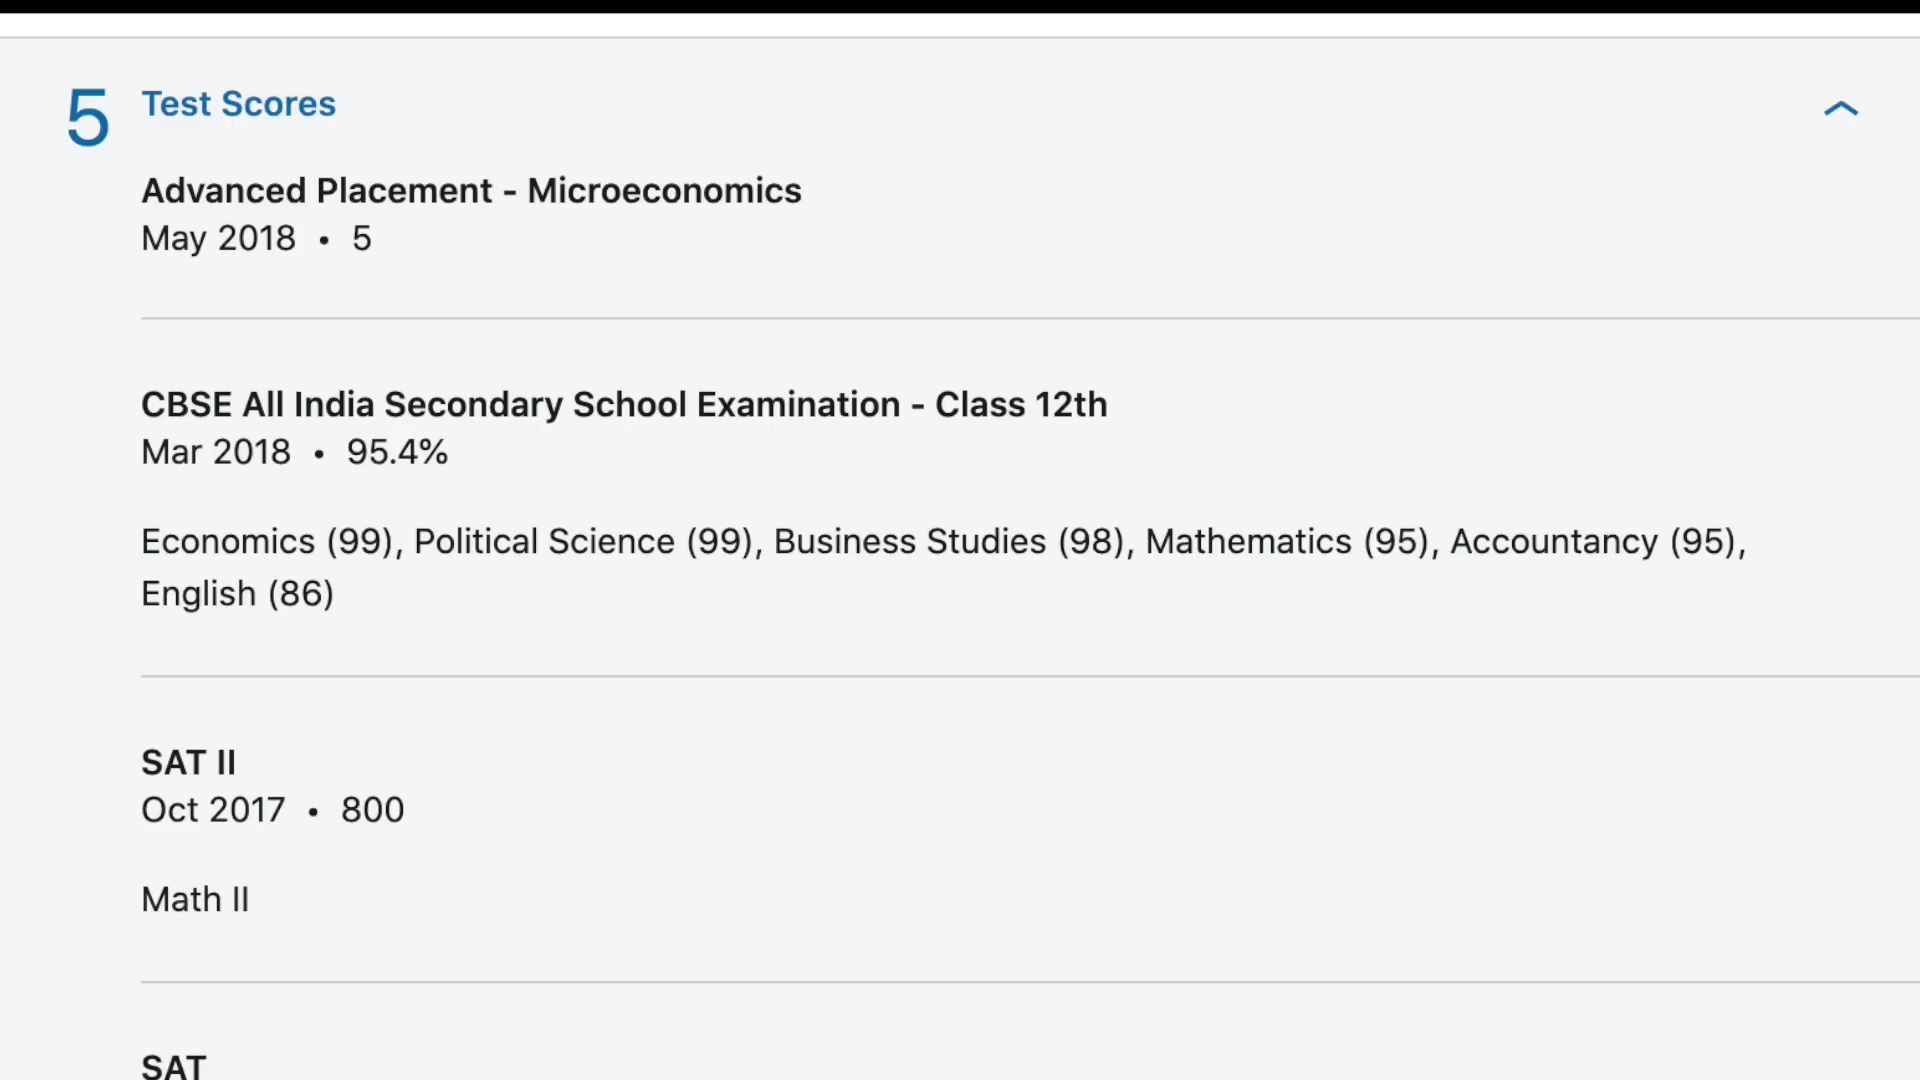 5 Test Scores
Advanced Placement - Microeconomics
May 2018 • 5
CBSE All India Secondary School Examination - Class 12th
Mar 2018 • 95.4%
Economics (99), Political Science (99), Business Studies (98), Mathematics (95), Accountancy (95),
English (86)
SAT II
Oct 2017 • 800
Math II
SAT